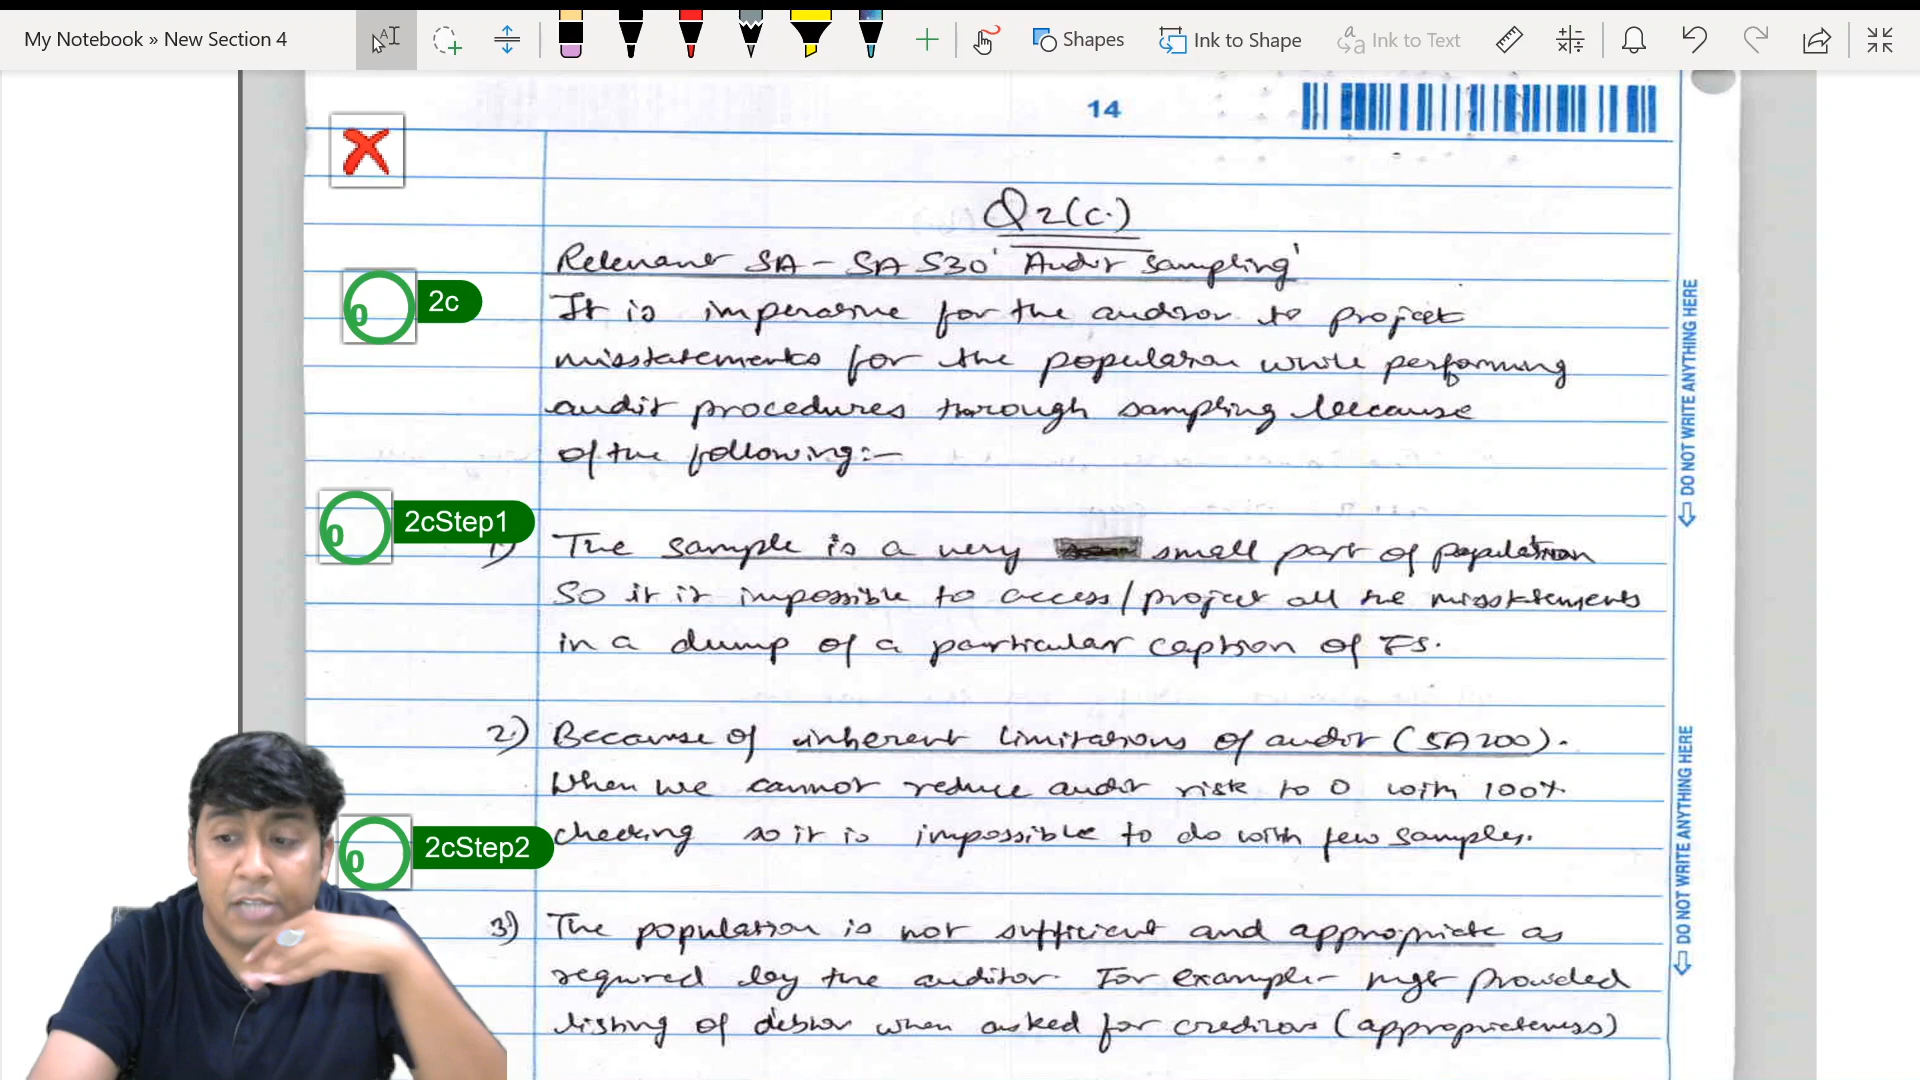 My Notebook » New Section 4
Shapes
Ink to Shape
Ink to Text
14
Q2(c.)
Relevant SA - SA 530 'Audit sampling'
2c
0
It is imperative for the auditor to project
misstatements for the population while performing
audit procedures through sampling because
of the following:-
2cStep1
0
1) The sample is a very small part of population
So it is impossible to access/project all the misstatements
in a dump of a particular caption of FS.
2.) Because of inherent limitations of audit (SA 200).
When we cannot reduce audit risk to 0 with 100%
2cStep2
0
checking so it is impossible to do with few samples.
3) The population is not sufficient and appropriate as
required by the auditor. For example- mgt provided
listing of debtor when asked for creditors (appropriateness)
DO NOT WRITE ANYTHING HERE
DO NOT WRITE ANYTHING HERE